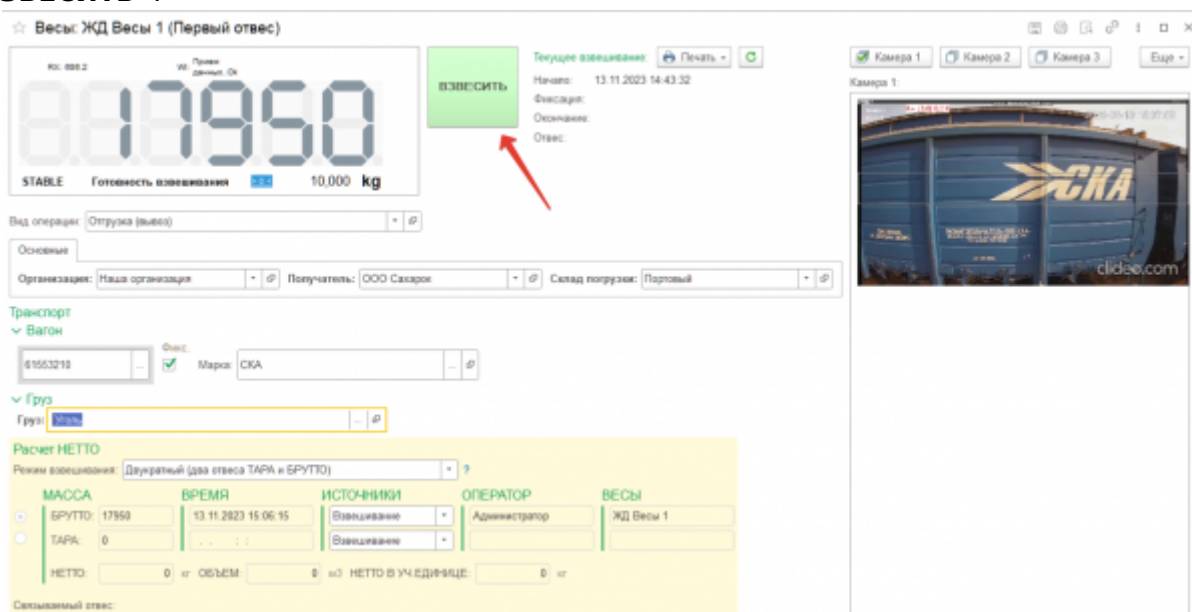 Весы: ЖД Весы 1 (Первый отвес)
17950
STABLE Готовность взвешивания 10,000 kg
ВЗВЕСИТЬ
Текущее взвешивание: Печать
Начало: 13.11.2023 14:43:32
Фиксация:
Окончание:
Отвес:
Камера 1 Камера 2 Камера 3 Еще
Камера 1:
СКА
clideo.com
Вид операции: Отгрузка (вывоз)
Основные
Организация: Наша организация Получатель: ООО Сахарок Склад погрузки: Портовый
Транспорт
Вагон
Фикс.
61553210 ... Марка: СКА ...
Груз
Груз: Уголь ...
Расчет НЕТТО
Режим взвешивания: Двукратный (два отвеса ТАРА и БРУТТО) ?
МАССА ВРЕМЯ ИСТОЧНИКИ ОПЕРАТОР ВЕСЫ
БРУТТО: 17950 13.11.2023 15:06:15 Взвешивание Администратор ЖД Весы 1
ТАРА: 0 . . : : Взвешивание
НЕТТО: 0 кг ОБЪЕМ: 0 м3 НЕТТО В УЧ.ЕДИНИЦЕ: 0 кг
Связываемый отвес: